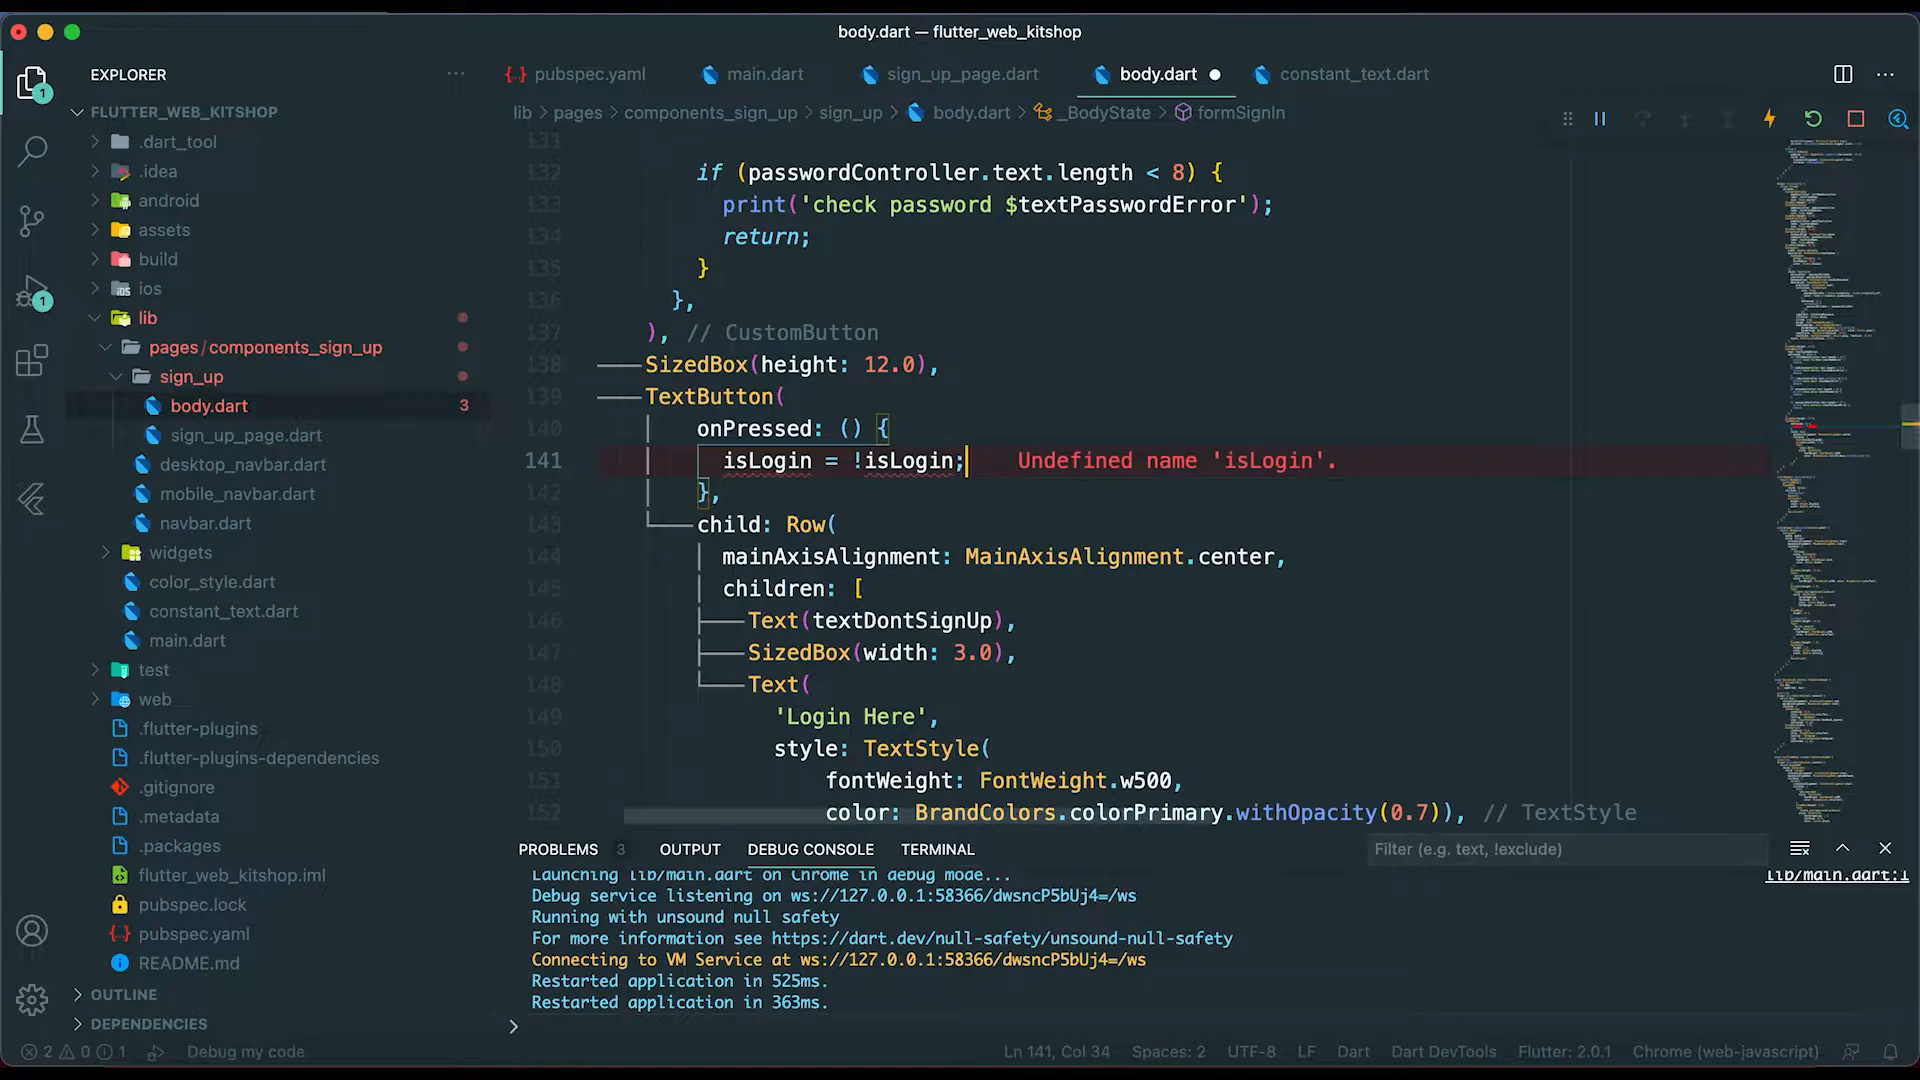 body.dart — flutter_web_kitshop
EXPLORER
pubspec.yaml
main.dart
sign_up_page.dart
body.dart
constant_text.dart
lib > pages > components_sign_up > sign_up > body.dart > _BodyState > formSignIn
FLUTTER_WEB_KITSHOP
.dart_tool
.idea
android
assets
build
ios
lib
pages / components_sign_up
sign_up
body.dart 3
sign_up_page.dart
desktop_navbar.dart
mobile_navbar.dart
navbar.dart
widgets
color_style.dart
constant_text.dart
main.dart
test
web
.flutter-plugins
.flutter-plugins-dependencies
.gitignore
.metadata
.packages
flutter_web_kitshop.iml
pubspec.lock
pubspec.yaml
README.md
OUTLINE
DEPENDENCIES
1
1
132 if (passwordController.text.length < 8) {
133 print('check password $textPasswordError');
134 return;
135 }
136 },
137 ), // CustomButton
138 SizedBox(height: 12.0),
139 TextButton(
140 onPressed: () {
141 isLogin = !isLogin; Undefined name 'isLogin'.
142 },
143 child: Row(
144 mainAxisAlignment: MainAxisAlignment.center,
145 children: [
146 Text(textDontSignUp),
147 SizedBox(width: 3.0),
148 Text(
149 'Login Here',
150 style: TextStyle(
151 fontWeight: FontWeight.w500,
152 color: BrandColors.colorPrimary.withOpacity(0.7)), // TextStyle
PROBLEMS 3 OUTPUT DEBUG CONSOLE TERMINAL
Filter (e.g. text, !exclude)
Launching lib/main.dart on Chrome in debug mode...
lib/main.dart:1
Debug service listening on ws://127.0.0.1:58366/dwsncP5bUj4=/ws
Running with unsound null safety
For more information see https://dart.dev/null-safety/unsound-null-safety
Connecting to VM Service at ws://127.0.0.1:58366/dwsncP5bUj4=/ws
Restarted application in 525ms.
Restarted application in 363ms.
2 0 1 Debug my code
Ln 141, Col 34 Spaces: 2 UTF-8 LF Dart Dart DevTools Flutter: 2.0.1 Chrome (web-javascript)